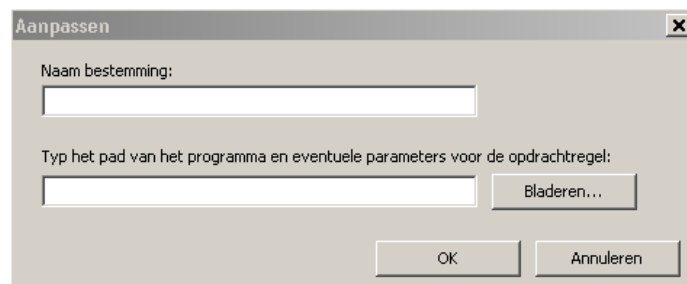 Aanpassen
Naam bestemming:
Typ het pad van het programma en eventuele parameters voor de opdrachtregel:
Bladeren...
OK
Annuleren